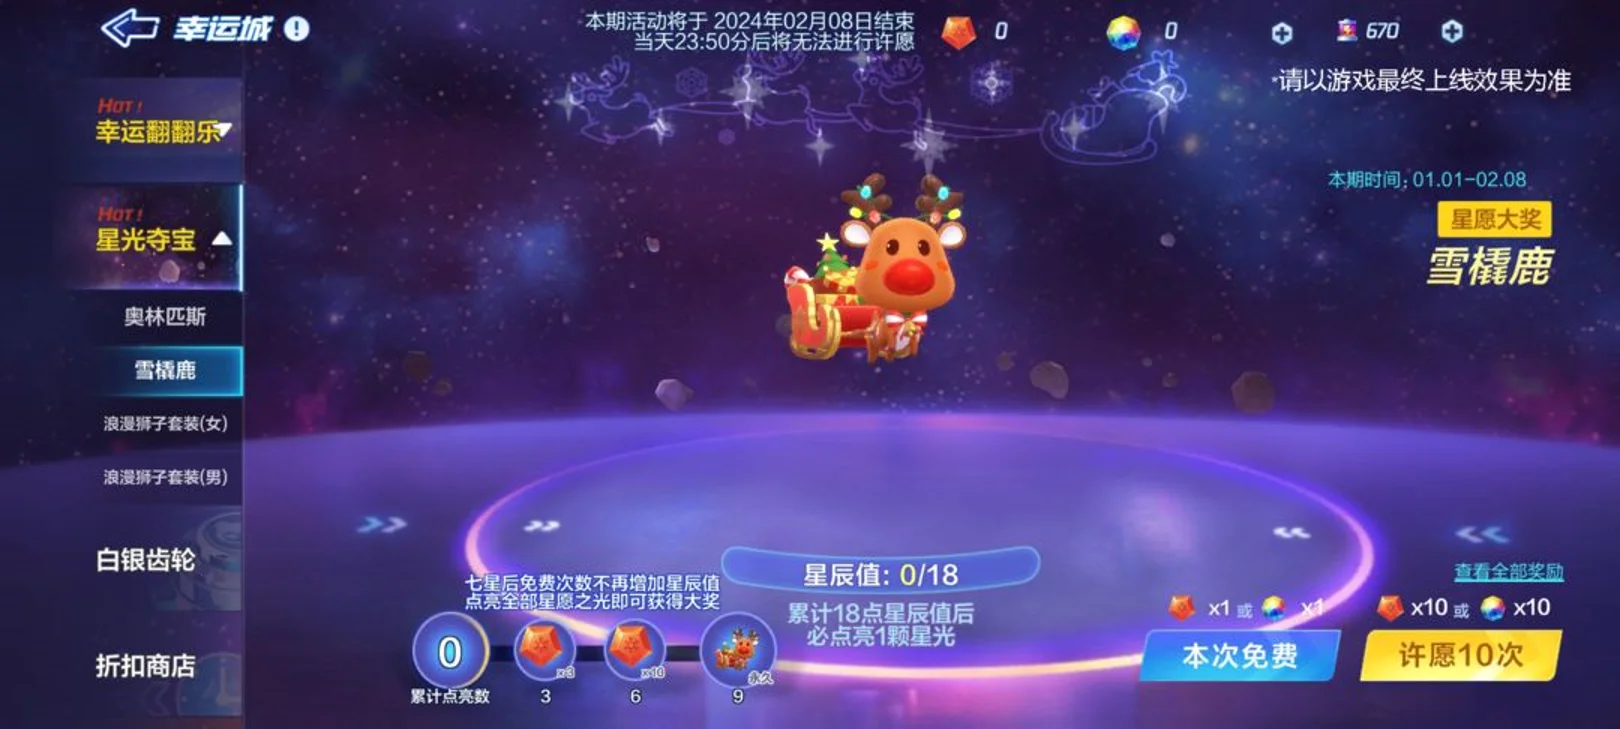 幸运城
本期活动将于 2024年02月08日结束
当天23:50分后将无法进行许愿
0
0
670
*请以游戏最终上线效果为准
HOT!
幸运翻翻乐
HOT!
星光夺宝
奥林匹斯
雪橇鹿
浪漫狮子套装(女)
浪漫狮子套装(男)
白银齿轮
折扣商店
本期时间:01.01-02.08
星愿大奖
雪橇鹿
七星后免费次数不再增加星辰值
点亮全部星愿之光即可获得大奖
0
累计点亮数
x3
3
x10
6
永久
9
星辰值: 0/18
累计18点星辰值后
必点亮1颗星光
查看全部奖励
x1 或 x1
本次免费
x10 或 x10
许愿10次